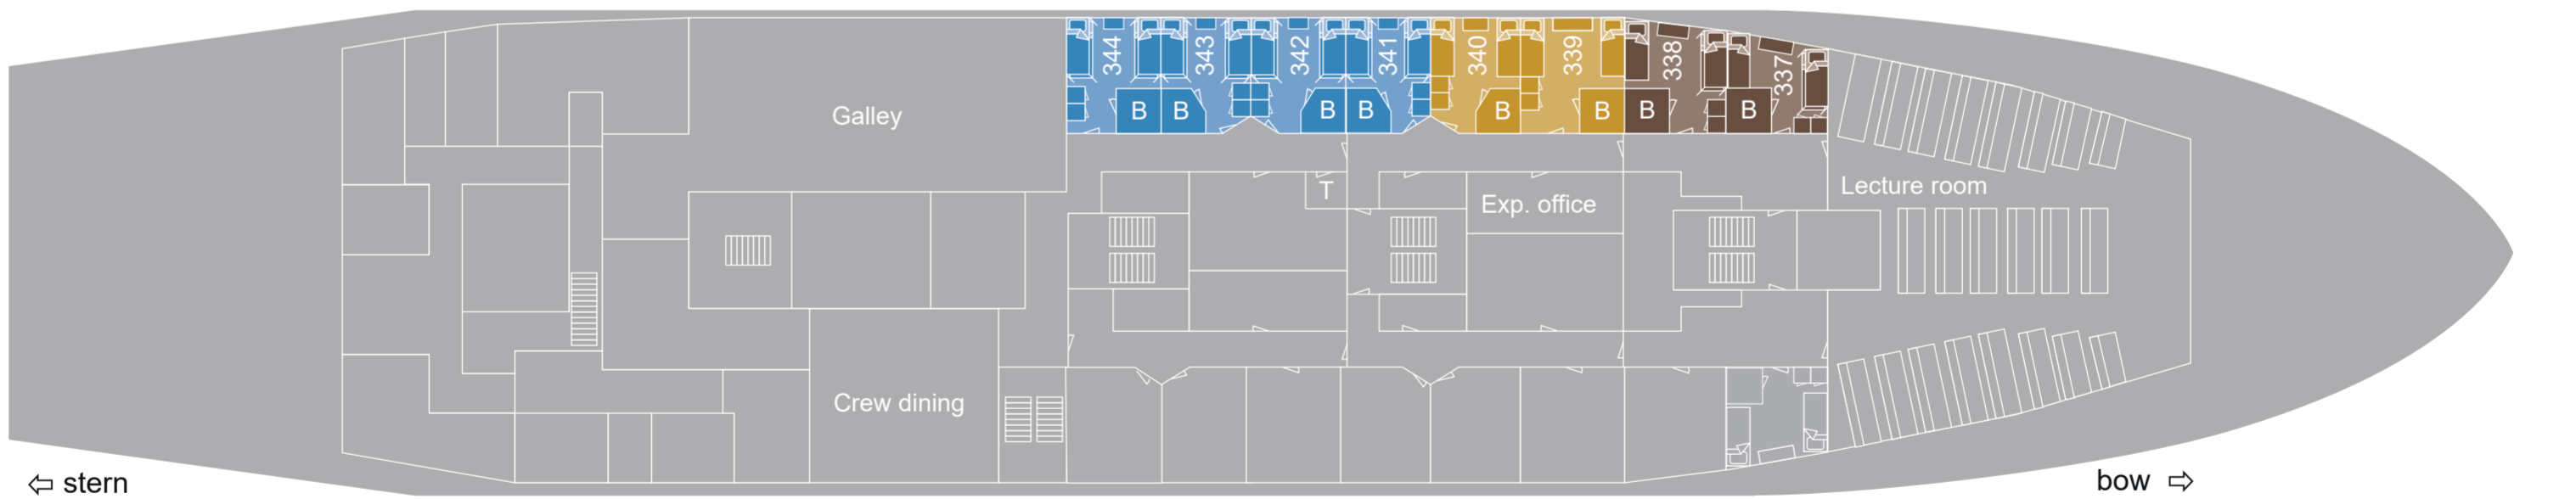 344 343 342 341 340 339 338 337
Galley
B B B B B B B B
T
Lecture room
Exp. office
Crew dining
stern
bow